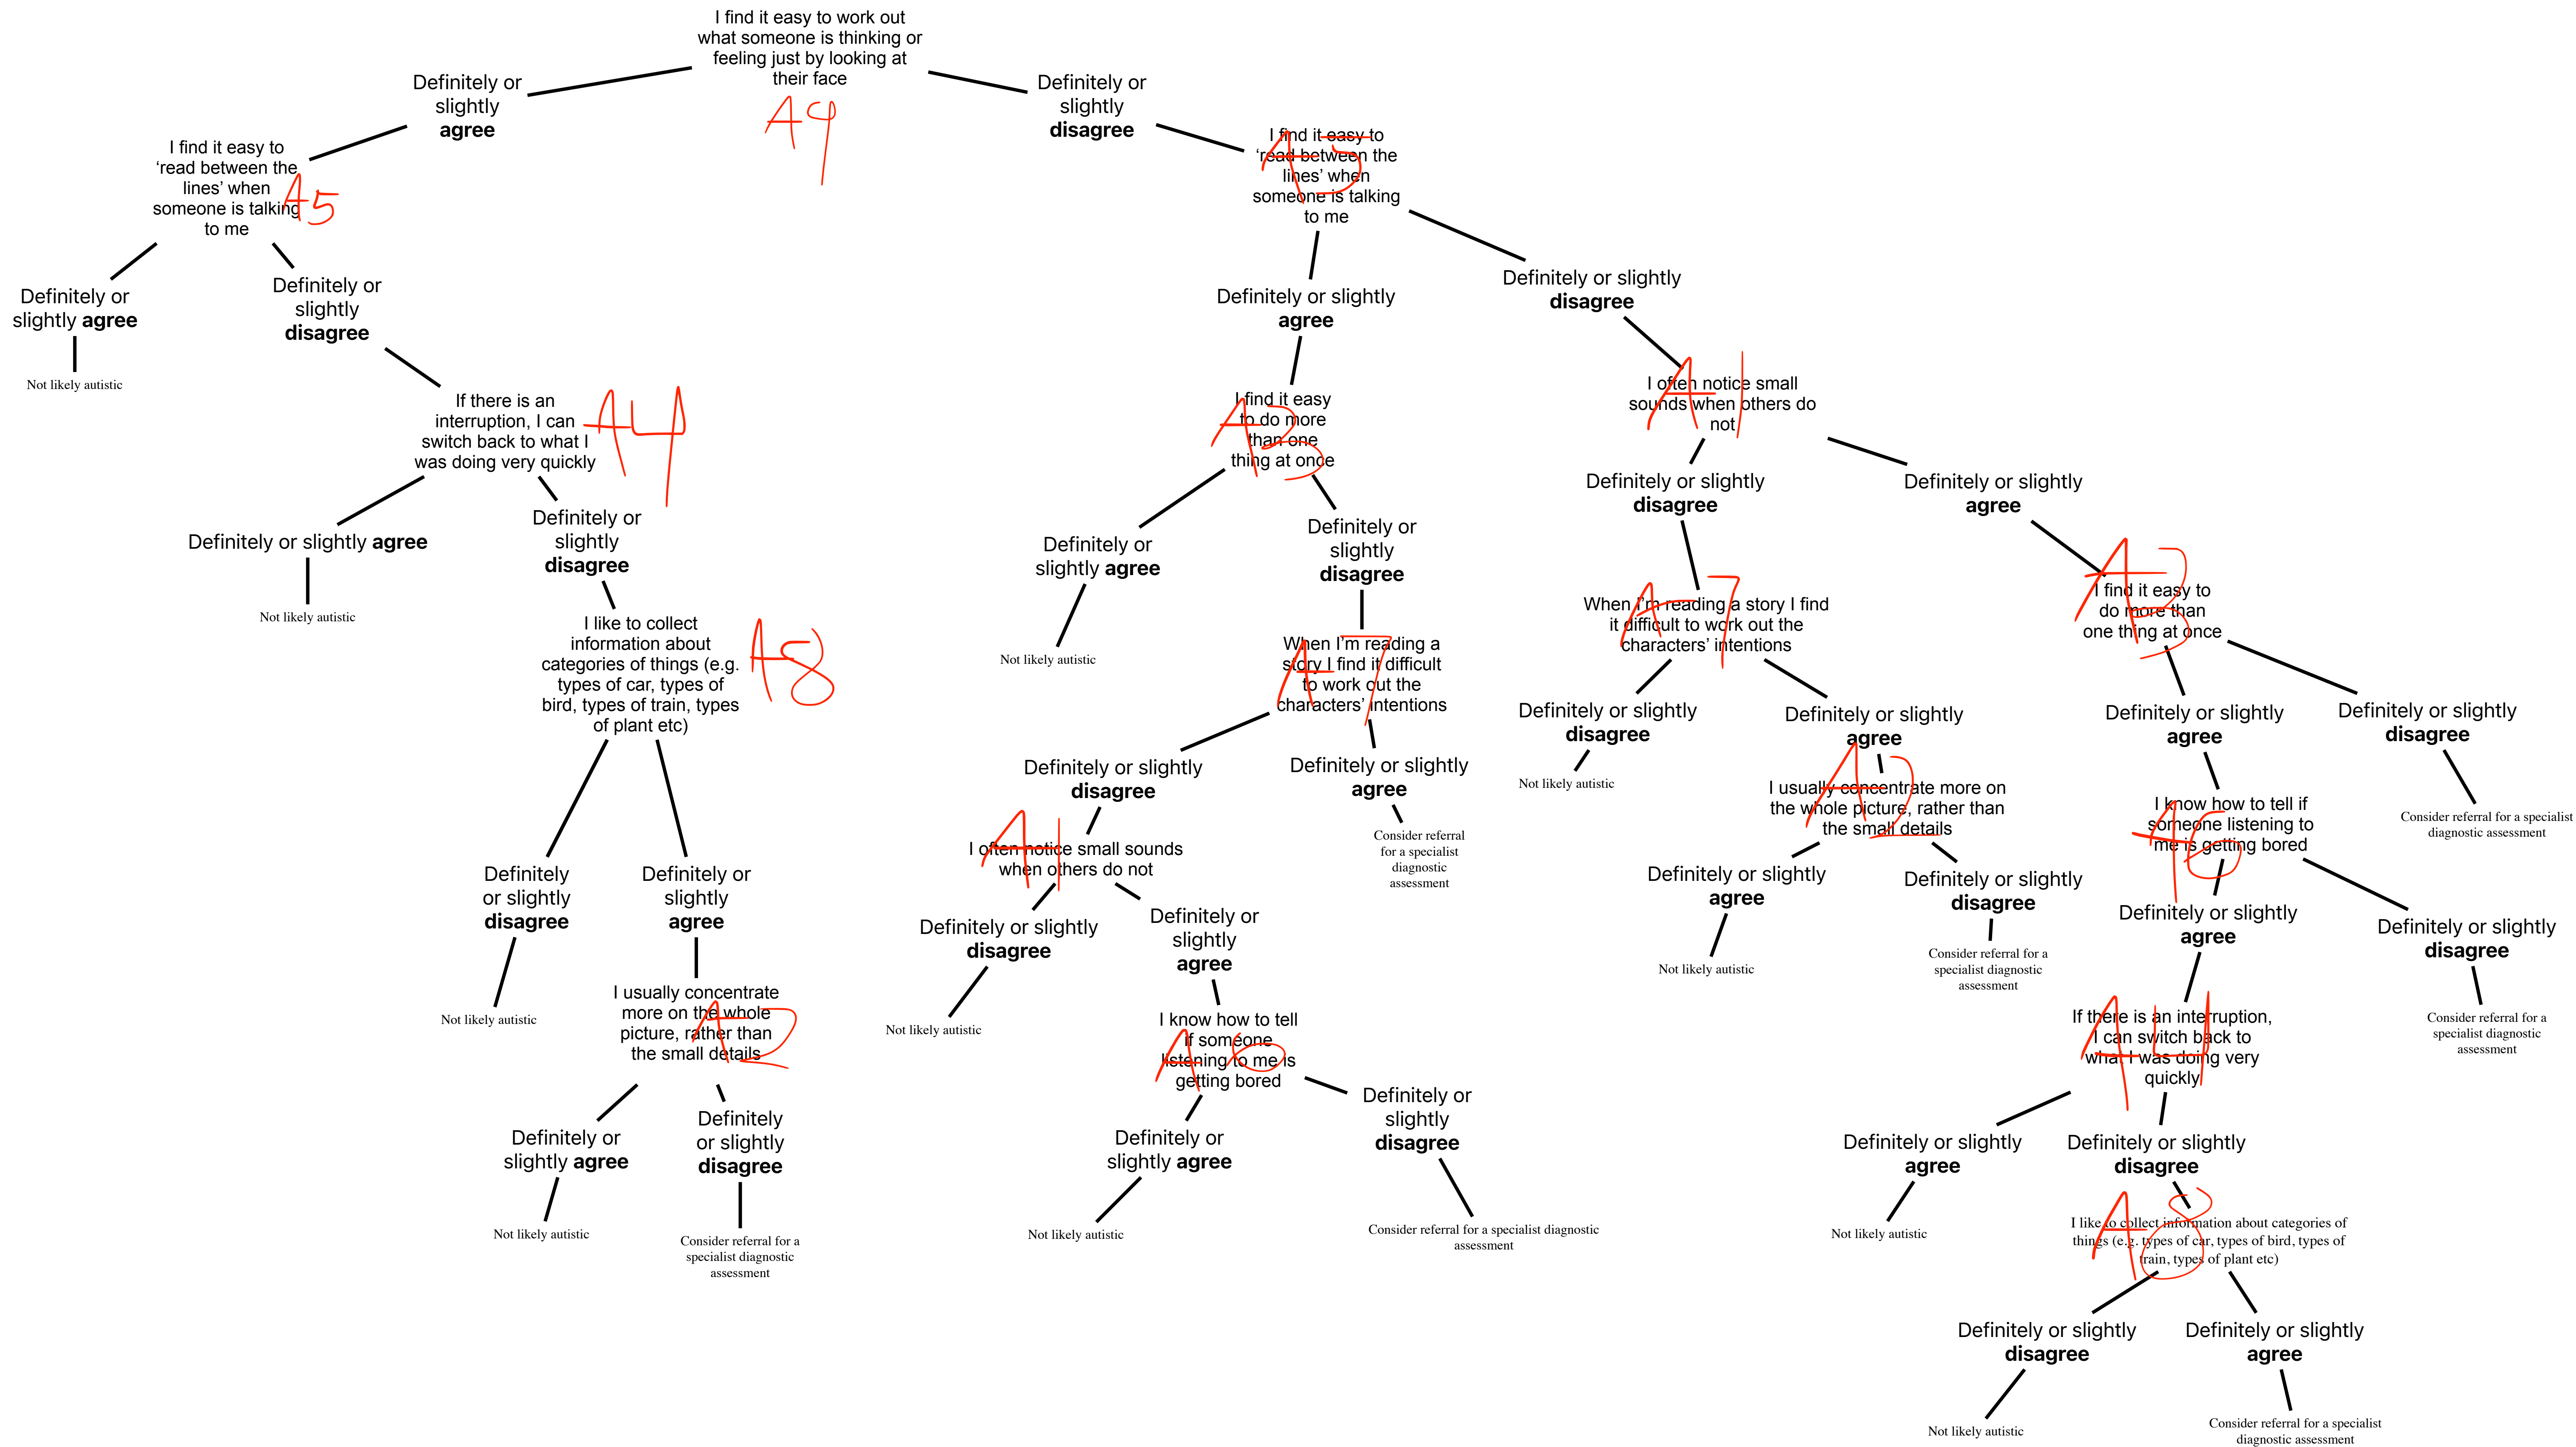 I find it easy to work out
what someone is thinking or
feeling just by looking at
their face
A9
Definitely or
slightly
agree
Definitely or
slightly
disagree
I find it easy to
‘read between the
lines’ when
someone is talking
to me
A5
Definitely or
slightly agree
Not likely autistic
Definitely or
slightly
disagree
If there is an
interruption, I can
switch back to what I
was doing very quickly
A4
Definitely or slightly agree
Not likely autistic
Definitely or
slightly
disagree
I like to collect
information about
categories of things (e.g.
types of car, types of
bird, types of train, types
of plant etc)
A8
Definitely
or slightly
disagree
Not likely autistic
Definitely or
slightly
agree
I usually concentrate
more on the whole
picture, rather than
the small details
A2
Definitely or
slightly agree
Not likely autistic
Definitely
or slightly
disagree
Consider referral for a
specialist diagnostic
assessment
I find it easy to
‘read between the
lines’ when
someone is talking
to me
A5
Definitely or slightly
agree
I find it easy
to do more
than one
thing at once
A3
Definitely or
slightly agree
Not likely autistic
Definitely or
slightly
disagree
When I’m reading a
story I find it difficult
to work out the
characters’ intentions
A7
Definitely or slightly
disagree
I often notice small sounds
when others do not
A1
Definitely or slightly
disagree
Not likely autistic
Definitely or
slightly
agree
I know how to tell
if someone
listening to me is
getting bored
A6
Definitely or
slightly agree
Not likely autistic
Definitely or
slightly
disagree
Consider referral for a specialist diagnostic
assessment
Definitely or slightly
agree
Consider referral
for a specialist
diagnostic
assessment
Definitely or slightly
disagree
I often notice small
sounds when others do
not
A1
Definitely or slightly
disagree
When I’m reading a story I find
it difficult to work out the
characters’ intentions
A7
Definitely or slightly
disagree
Not likely autistic
Definitely or slightly
agree
I usually concentrate more on
the whole picture, rather than
the small details
A2
Definitely or slightly
agree
Not likely autistic
Definitely or slightly
disagree
Consider referral for a
specialist diagnostic
assessment
Definitely or slightly
agree
I find it easy to
do more than
one thing at once
A3
Definitely or slightly
agree
I know how to tell if
someone listening to
me is getting bored
A6
Definitely or slightly
agree
If there is an interruption,
I can switch back to
what I was doing very
quickly
A4
Definitely or slightly
agree
Not likely autistic
Definitely or slightly
disagree
I like to collect information about categories of
things (e.g. types of car, types of bird, types of
train, types of plant etc)
A8
Definitely or slightly
disagree
Not likely autistic
Definitely or slightly
agree
Consider referral for a specialist
diagnostic assessment
Definitely or slightly
disagree
Consider referral for a
specialist diagnostic
assessment
Definitely or slightly
disagree
Consider referral for a specialist
diagnostic assessment